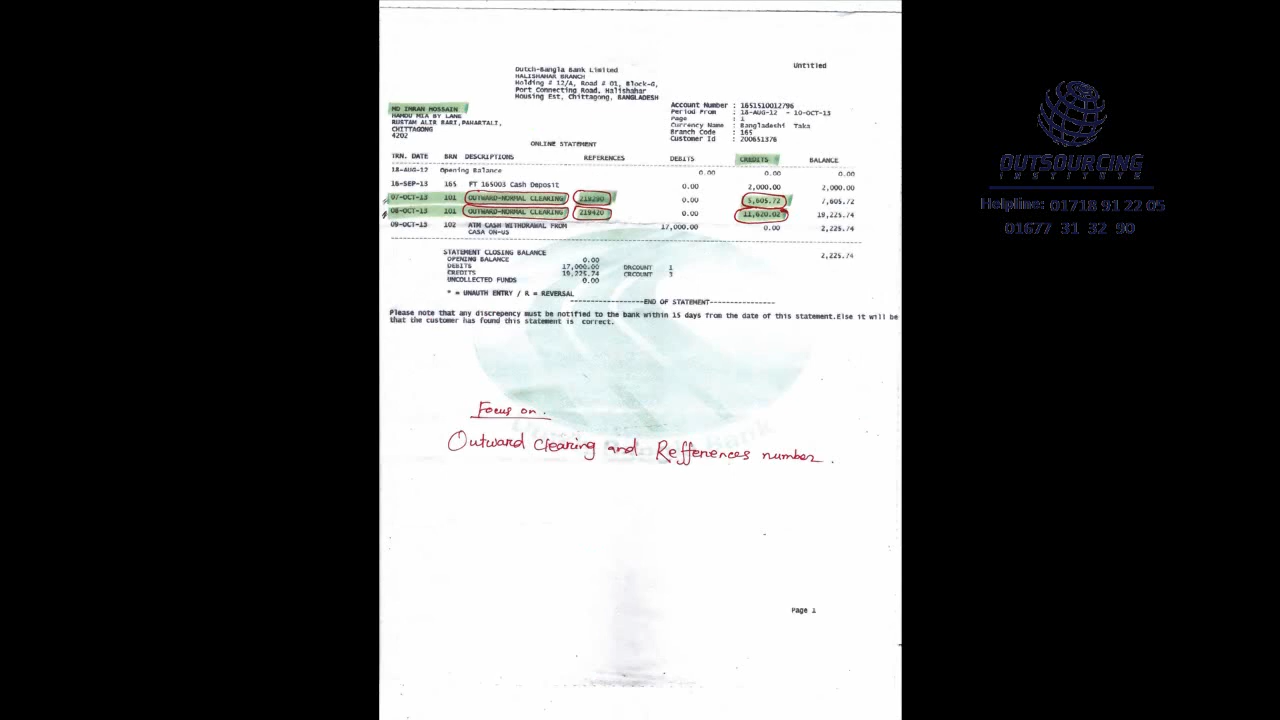 Untitled
Dutch-Bangla Bank Limited
HALISHAHAR BRANCH
Holding # 12/A, Road # 01, Block-G,
Port Connecting Road, Halishahar
Housing Est, Chittagong, BANGLADESH
MD IMRAN HOSSAIN
HAMDU MIA BY LANE
RUSTAM ALIR BARI,PAHARTALI,
CHITTAGONG
4202
Account Number : 1651510012796
Period From : 18-AUG-12 - 10-OCT-13
Page : 1
Currency Name : Bangladeshi Taka
Branch Code : 165
Customer Id : 200651376
ONLINE STATEMENT
TRN. DATE BRN DESCRIPTIONS REFERENCES DEBITS CREDITS BALANCE
18-AUG-12 Opening Balance 0.00 0.00 0.00
16-SEP-13 165 FT 165003 Cash Deposit 0.00 2,000.00 2,000.00
07-OCT-13 101 OUTWARD-NORMAL CLEARING 219290 0.00 5,605.72 7,605.72
08-OCT-13 101 OUTWARD-NORMAL CLEARING 219420 0.00 11,620.02 19,225.74
09-OCT-13 102 ATM CASH WITHDRAWAL FROM 17,000.00 0.00 2,225.74
CASA ON-US
STATEMENT CLOSING BALANCE 2,225.74
OPENING BALANCE 0.00
DEBITS 17,000.00 DRCOUNT 1
CREDITS 19,225.74 CRCOUNT 3
UNCOLLECTED FUNDS 0.00
* = UNAUTH ENTRY / R = REVERSAL
--------------------END OF STATEMENT------------------
Please note that any discrepency must be notified to the bank within 15 days from the date of this statement.Else it will be
that the customer has found this statement is correct.
Focus on.
Outward Clearing and Refferences number.
Page 1
OUTSOURCING
INSTITUTE
Helpline: 01718 81 22 05
01677 31 32 90